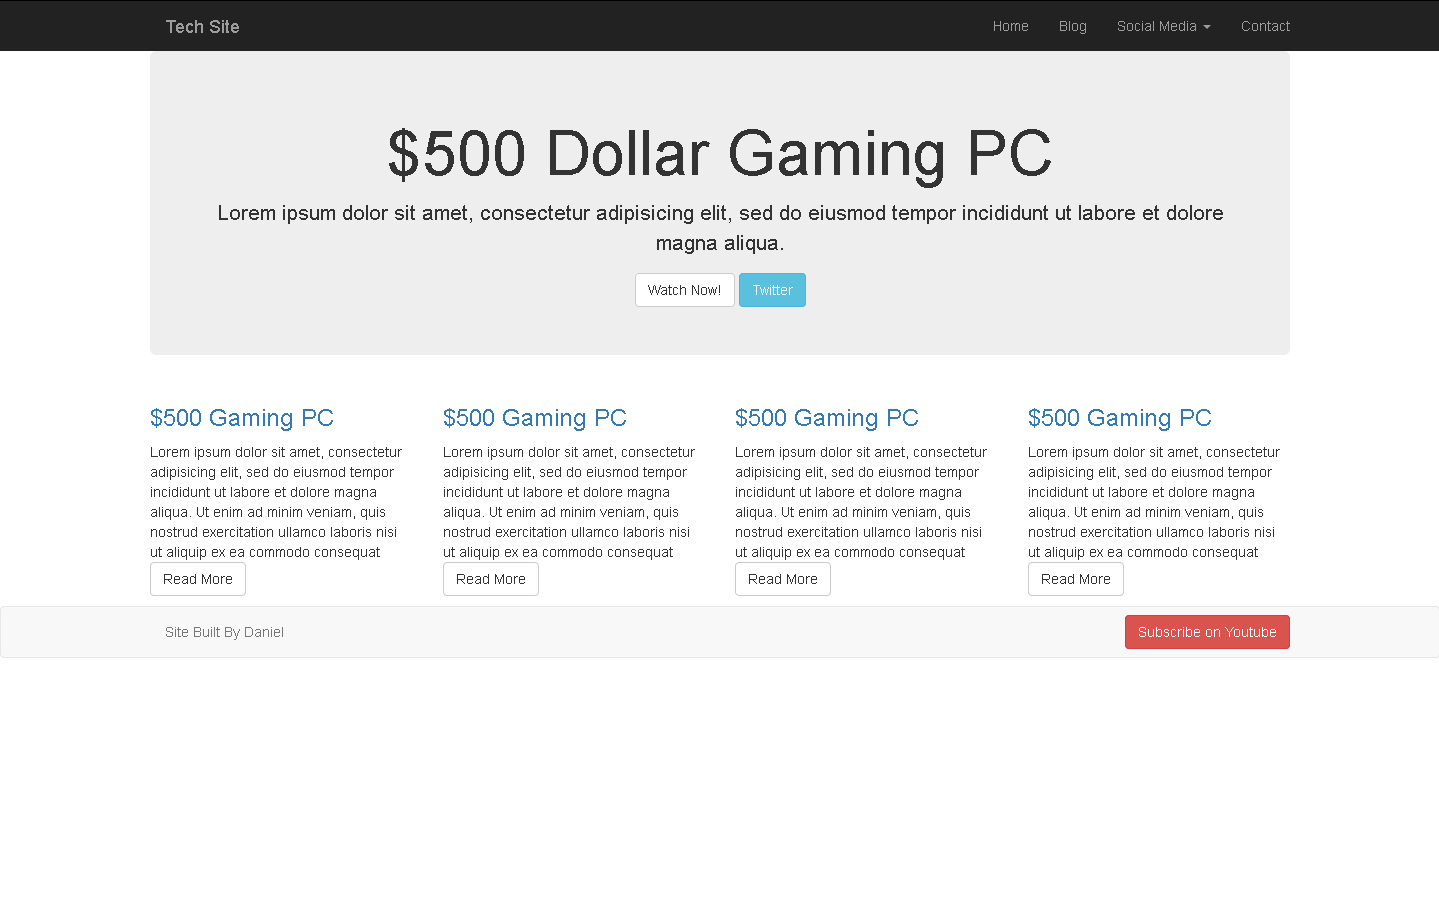 Tech Site
Home
Blog
Social Media
Contact
$500 Dollar Gaming PC
Lorem ipsum dolor sit amet, consectetur adipisicing elit, sed do eiusmod tempor incididunt ut labore et dolore
magna aliqua.
Watch Now!
Twitter
$500 Gaming PC
Lorem ipsum dolor sit amet, consectetur
adipisicing elit, sed do eiusmod tempor
incididunt ut labore et dolore magna
aliqua. Ut enim ad minim veniam, quis
nostrud exercitation ullamco laboris nisi
ut aliquip ex ea commodo consequat
Read More
$500 Gaming PC
Lorem ipsum dolor sit amet, consectetur
adipisicing elit, sed do eiusmod tempor
incididunt ut labore et dolore magna
aliqua. Ut enim ad minim veniam, quis
nostrud exercitation ullamco laboris nisi
ut aliquip ex ea commodo consequat
Read More
$500 Gaming PC
Lorem ipsum dolor sit amet, consectetur
adipisicing elit, sed do eiusmod tempor
incididunt ut labore et dolore magna
aliqua. Ut enim ad minim veniam, quis
nostrud exercitation ullamco laboris nisi
ut aliquip ex ea commodo consequat
Read More
$500 Gaming PC
Lorem ipsum dolor sit amet, consectetur
adipisicing elit, sed do eiusmod tempor
incididunt ut labore et dolore magna
aliqua. Ut enim ad minim veniam, quis
nostrud exercitation ullamco laboris nisi
ut aliquip ex ea commodo consequat
Read More
Site Built By Daniel
Subscribe on Youtube